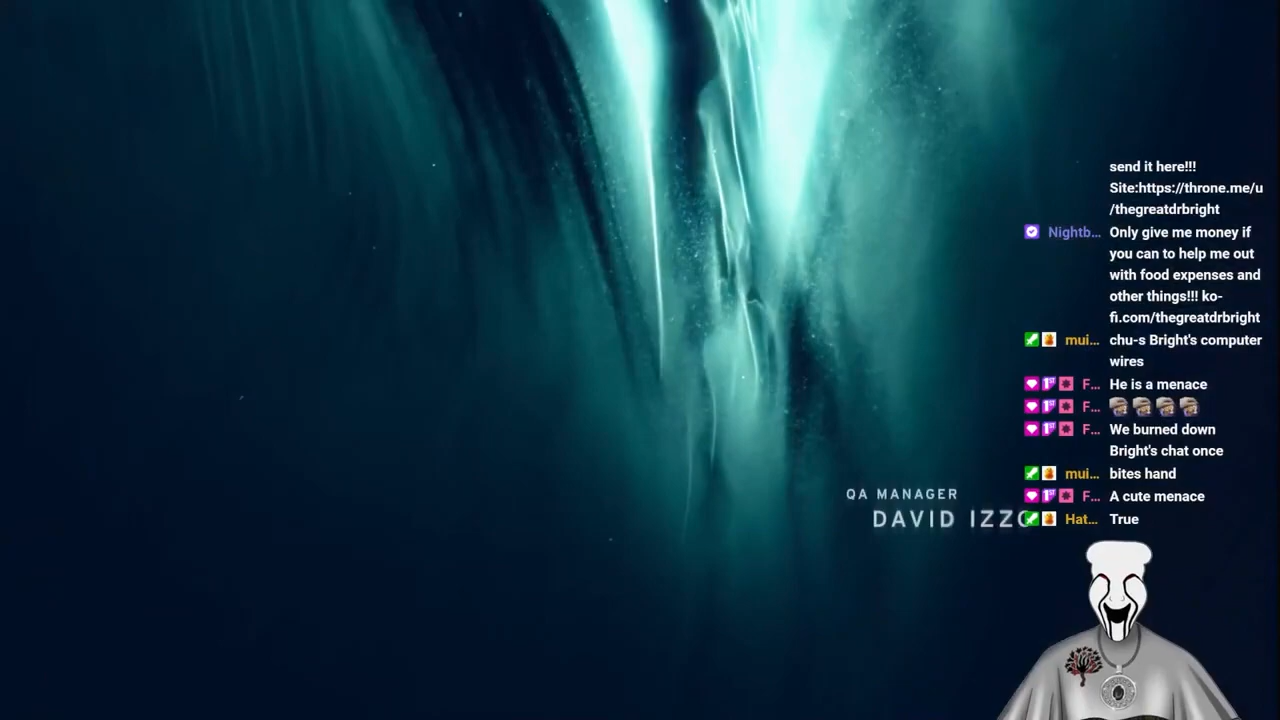 send it here!!!
Site:https://throne.me/u
/thegreatdrbright
Nightb... Only give me money if
you can to help me out
with food expenses and
other things!!! ko-
fi.com/thegreatdrbright
mui... chu-s Bright's computer
wires
F... He is a menace
F...
F... We burned down
Bright's chat once
mui... bites hand
F... A cute menace
Hat... True
QA MANAGER
DAVID IZZO